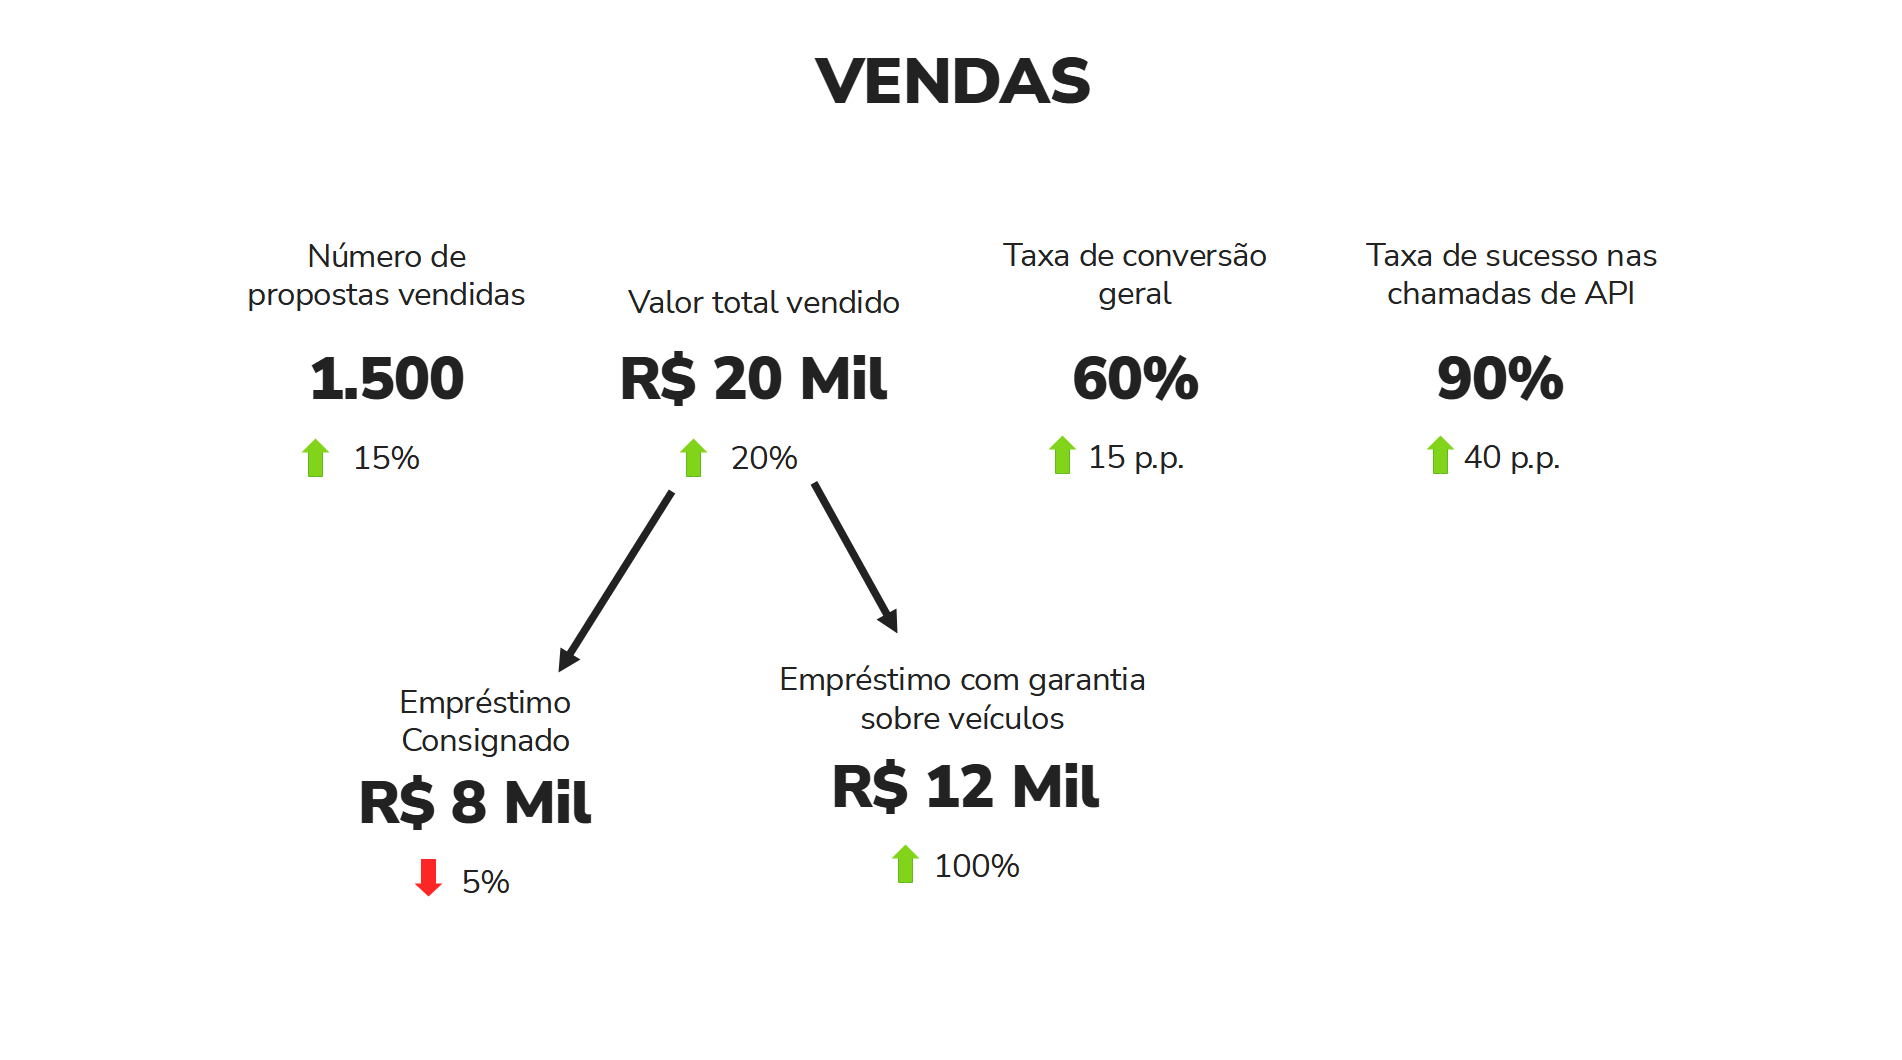 VENDAS
Número de
propostas vendidas
1.500
15%
Valor total vendido
R$ 20 Mil
20%
Taxa de conversão
geral
60%
15 p.p.
Taxa de sucesso nas
chamadas de API
90%
40 p.p.
Empréstimo
Consignado
R$ 8 Mil
5%
Empréstimo com garantia
sobre veículos
R$ 12 Mil
100%